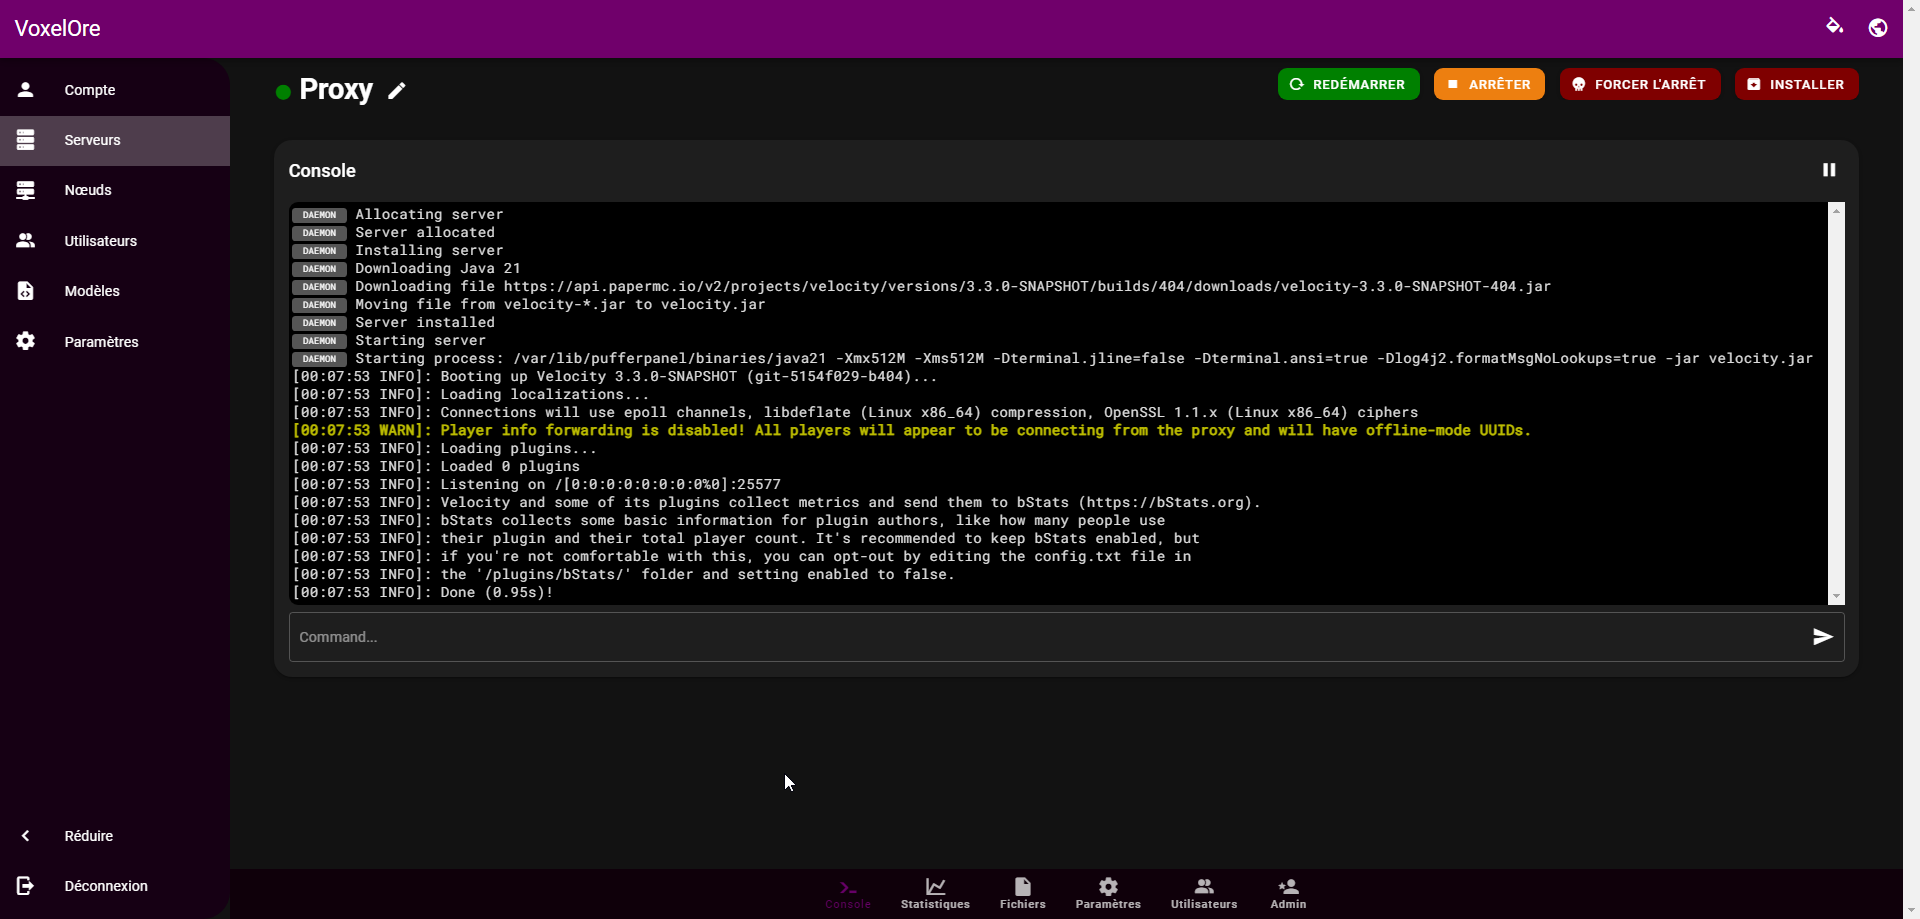 VoxelOre
Compte
Serveurs
Nœuds
Utilisateurs
Modèles
Paramètres
Réduire
Déconnexion
Proxy
REDÉMARRER
ARRÊTER
FORCER L'ARRÊT
INSTALLER
Console
DAEMON Allocating server
DAEMON Server allocated
DAEMON Installing server
DAEMON Downloading Java 21
DAEMON Downloading file https://api.papermc.io/v2/projects/velocity/versions/3.3.0-SNAPSHOT/builds/404/downloads/velocity-3.3.0-SNAPSHOT-404.jar
DAEMON Moving file from velocity-*.jar to velocity.jar
DAEMON Server installed
DAEMON Starting server
DAEMON Starting process: /var/lib/pufferpanel/binaries/java21 -Xmx512M -Xms512M -Dterminal.jline=false -Dterminal.ansi=true -Dlog4j2.formatMsgNoLookups=true -jar velocity.jar
[00:07:53 INFO]: Booting up Velocity 3.3.0-SNAPSHOT (git-5154f029-b404)...
[00:07:53 INFO]: Loading localizations...
[00:07:53 INFO]: Connections will use epoll channels, libdeflate (Linux x86_64) compression, OpenSSL 1.1.x (Linux x86_64) ciphers
[00:07:53 WARN]: Player info forwarding is disabled! All players will appear to be connecting from the proxy and will have offline-mode UUIDs.
[00:07:53 INFO]: Loading plugins...
[00:07:53 INFO]: Loaded 0 plugins
[00:07:53 INFO]: Listening on /[0:0:0:0:0:0:0:0%0]:25577
[00:07:53 INFO]: Velocity and some of its plugins collect metrics and send them to bStats (https://bStats.org).
[00:07:53 INFO]: bStats collects some basic information for plugin authors, like how many people use
[00:07:53 INFO]: their plugin and their total player count. It's recommended to keep bStats enabled, but
[00:07:53 INFO]: if you're not comfortable with this, you can opt-out by editing the config.txt file in
[00:07:53 INFO]: the '/plugins/bStats/' folder and setting enabled to false.
[00:07:53 INFO]: Done (0.95s)!
Command...
Console
Statistiques
Fichiers
Paramètres
Utilisateurs
Admin